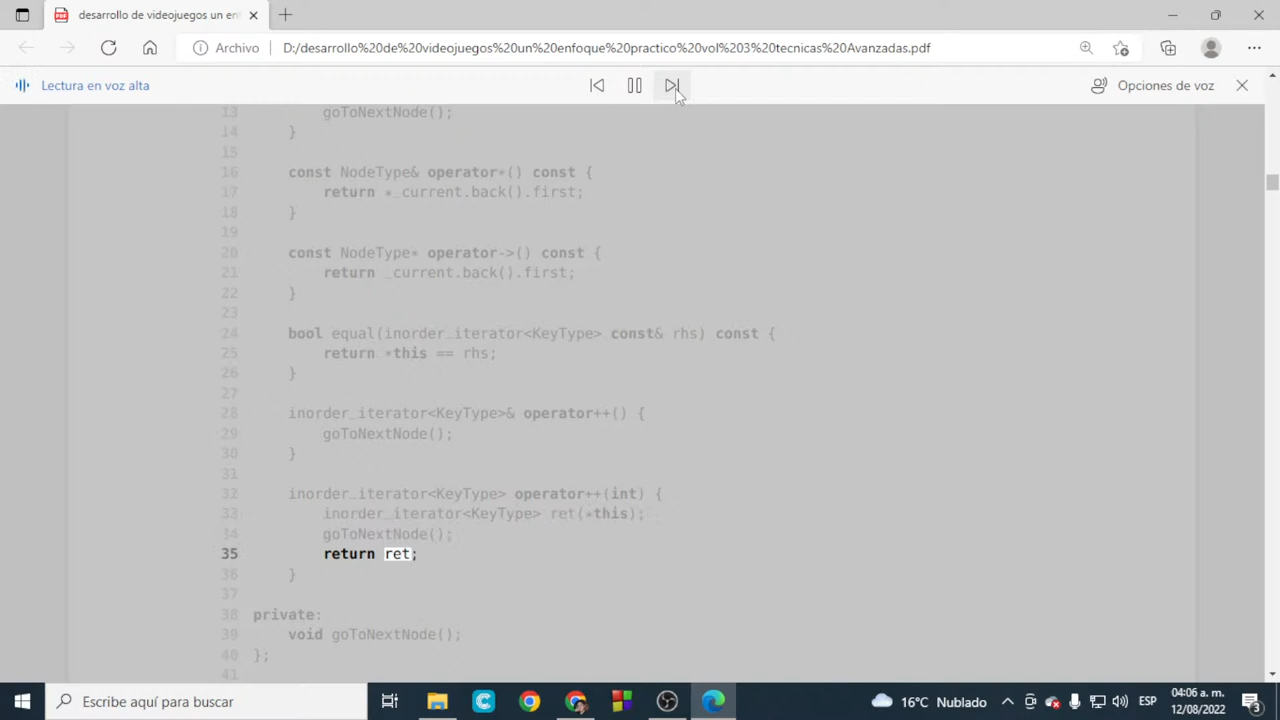 desarrollo de videojuegos un en
Archivo
D:/desarrollo%20de%20videojuegos%20un%20enfoque%20practico%20vol%203%20tecnicas%20Avanzadas.pdf
Lectura en voz alta
Opciones de voz
13 goToNextNode();
14 }
15
16 const NodeType& operator*() const {
17 return *_current.back().first;
18 }
19
20 const NodeType* operator->() const {
21 return _current.back().first;
22 }
23
24 bool equal(inorder_iterator<KeyType> const& rhs) const {
25 return *this == rhs;
26 }
27
28 inorder_iterator<KeyType>& operator++() {
29 goToNextNode();
30 }
31
32 inorder_iterator<KeyType> operator++(int) {
33 inorder_iterator<KeyType> ret(*this);
34 goToNextNode();
35 return ret;
36 }
37
38 private:
39 void goToNextNode();
40 };
41
Escribe aquí para buscar
16°C Nublado
ESP
04:06 a. m.
12/08/2022
3